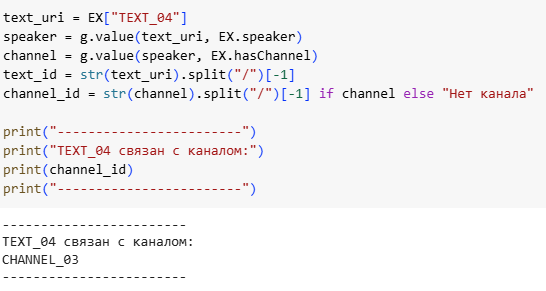 text_uri = EX["TEXT_04"]
speaker = g.value(text_uri, EX.speaker)
channel = g.value(speaker, EX.hasChannel)
text_id = str(text_uri).split("/")[-1]
channel_id = str(channel).split("/")[-1] if channel else "Нет канала"
print("------------------------")
print("TEXT_04 связан с каналом:")
print(channel_id)
print("------------------------")
------------------------
TEXT_04 связан с каналом:
CHANNEL_03
------------------------